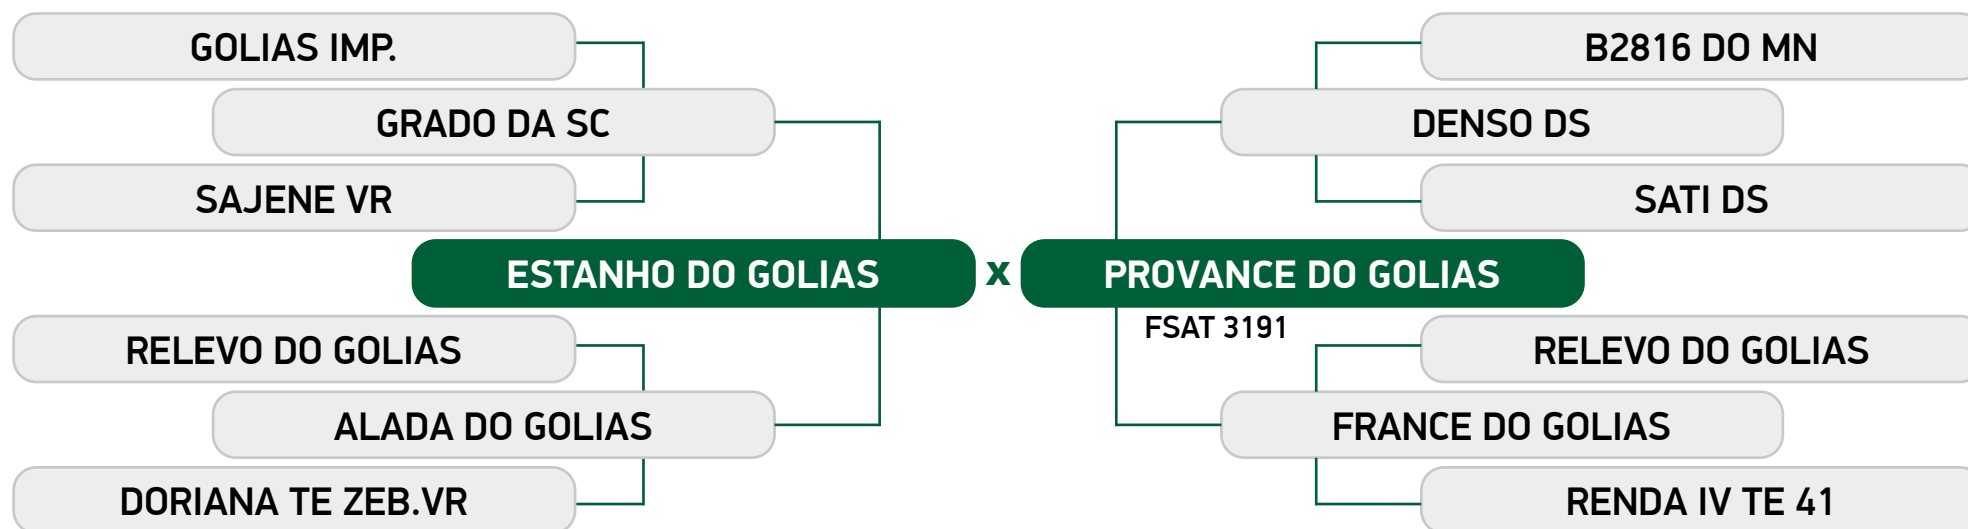 GOLIAS IMP.
GRADO DA SC
SAJENE VR
ESTANHO DO GOLIAS
RELEVO DO GOLIAS
ALADA DO GOLIAS
DORIANA TE ZEB.VR
x
B2816 DO MN
DENSO DS
SATI DS
PROVANCE DO GOLIAS
FSAT 3191
RELEVO DO GOLIAS
FRANCE DO GOLIAS
RENDA IV TE 41